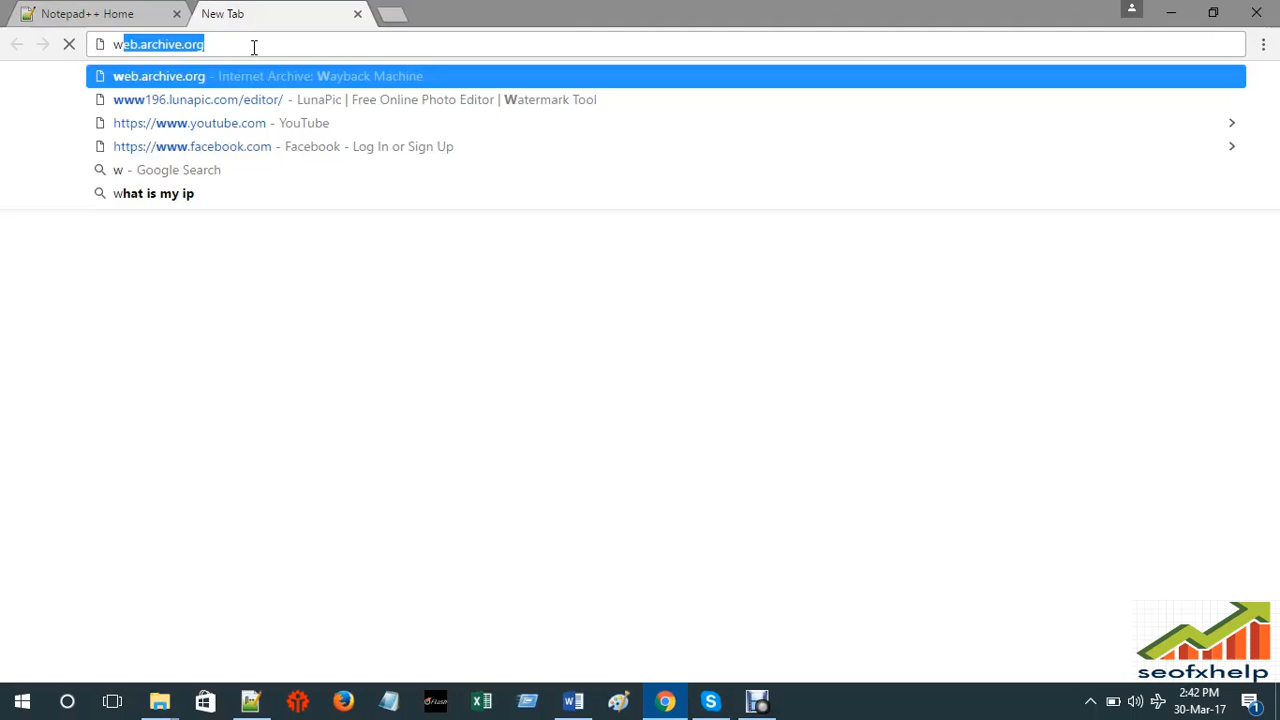 Notepad++ Home
New Tab
web.archive.org
web.archive.org - Internet Archive: Wayback Machine
www196.lunapic.com/editor/ - LunaPic | Free Online Photo Editor | Watermark Tool
https://www.youtube.com - YouTube
https://www.facebook.com - Facebook - Log In or Sign Up
w - Google Search
what is my ip
seofxhelp
Flash
2:42 PM
30-Mar-17
1